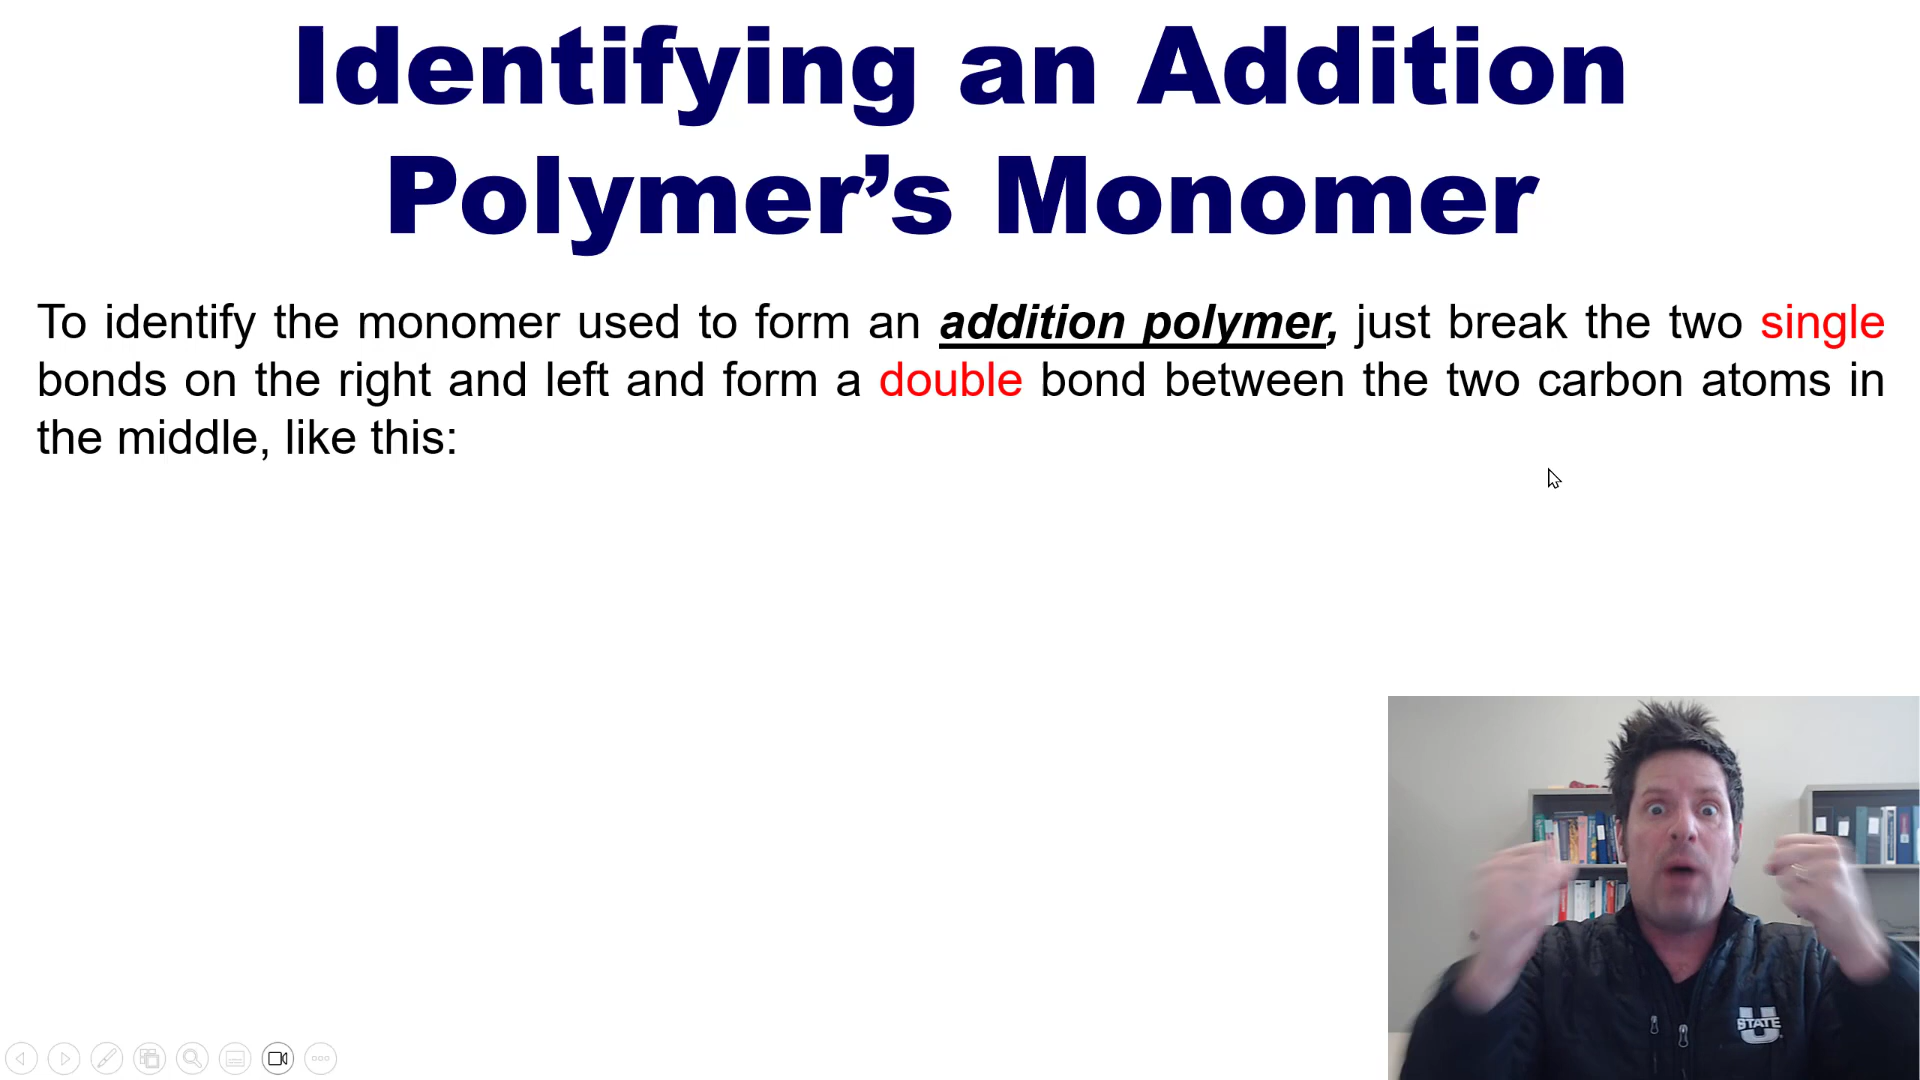 Identifying an Addition
Polymer’s Monomer
To identify the monomer used to form an addition polymer, just break the two single
bonds on the right and left and form a double bond between the two carbon atoms in
the middle, like this:
U
STATE